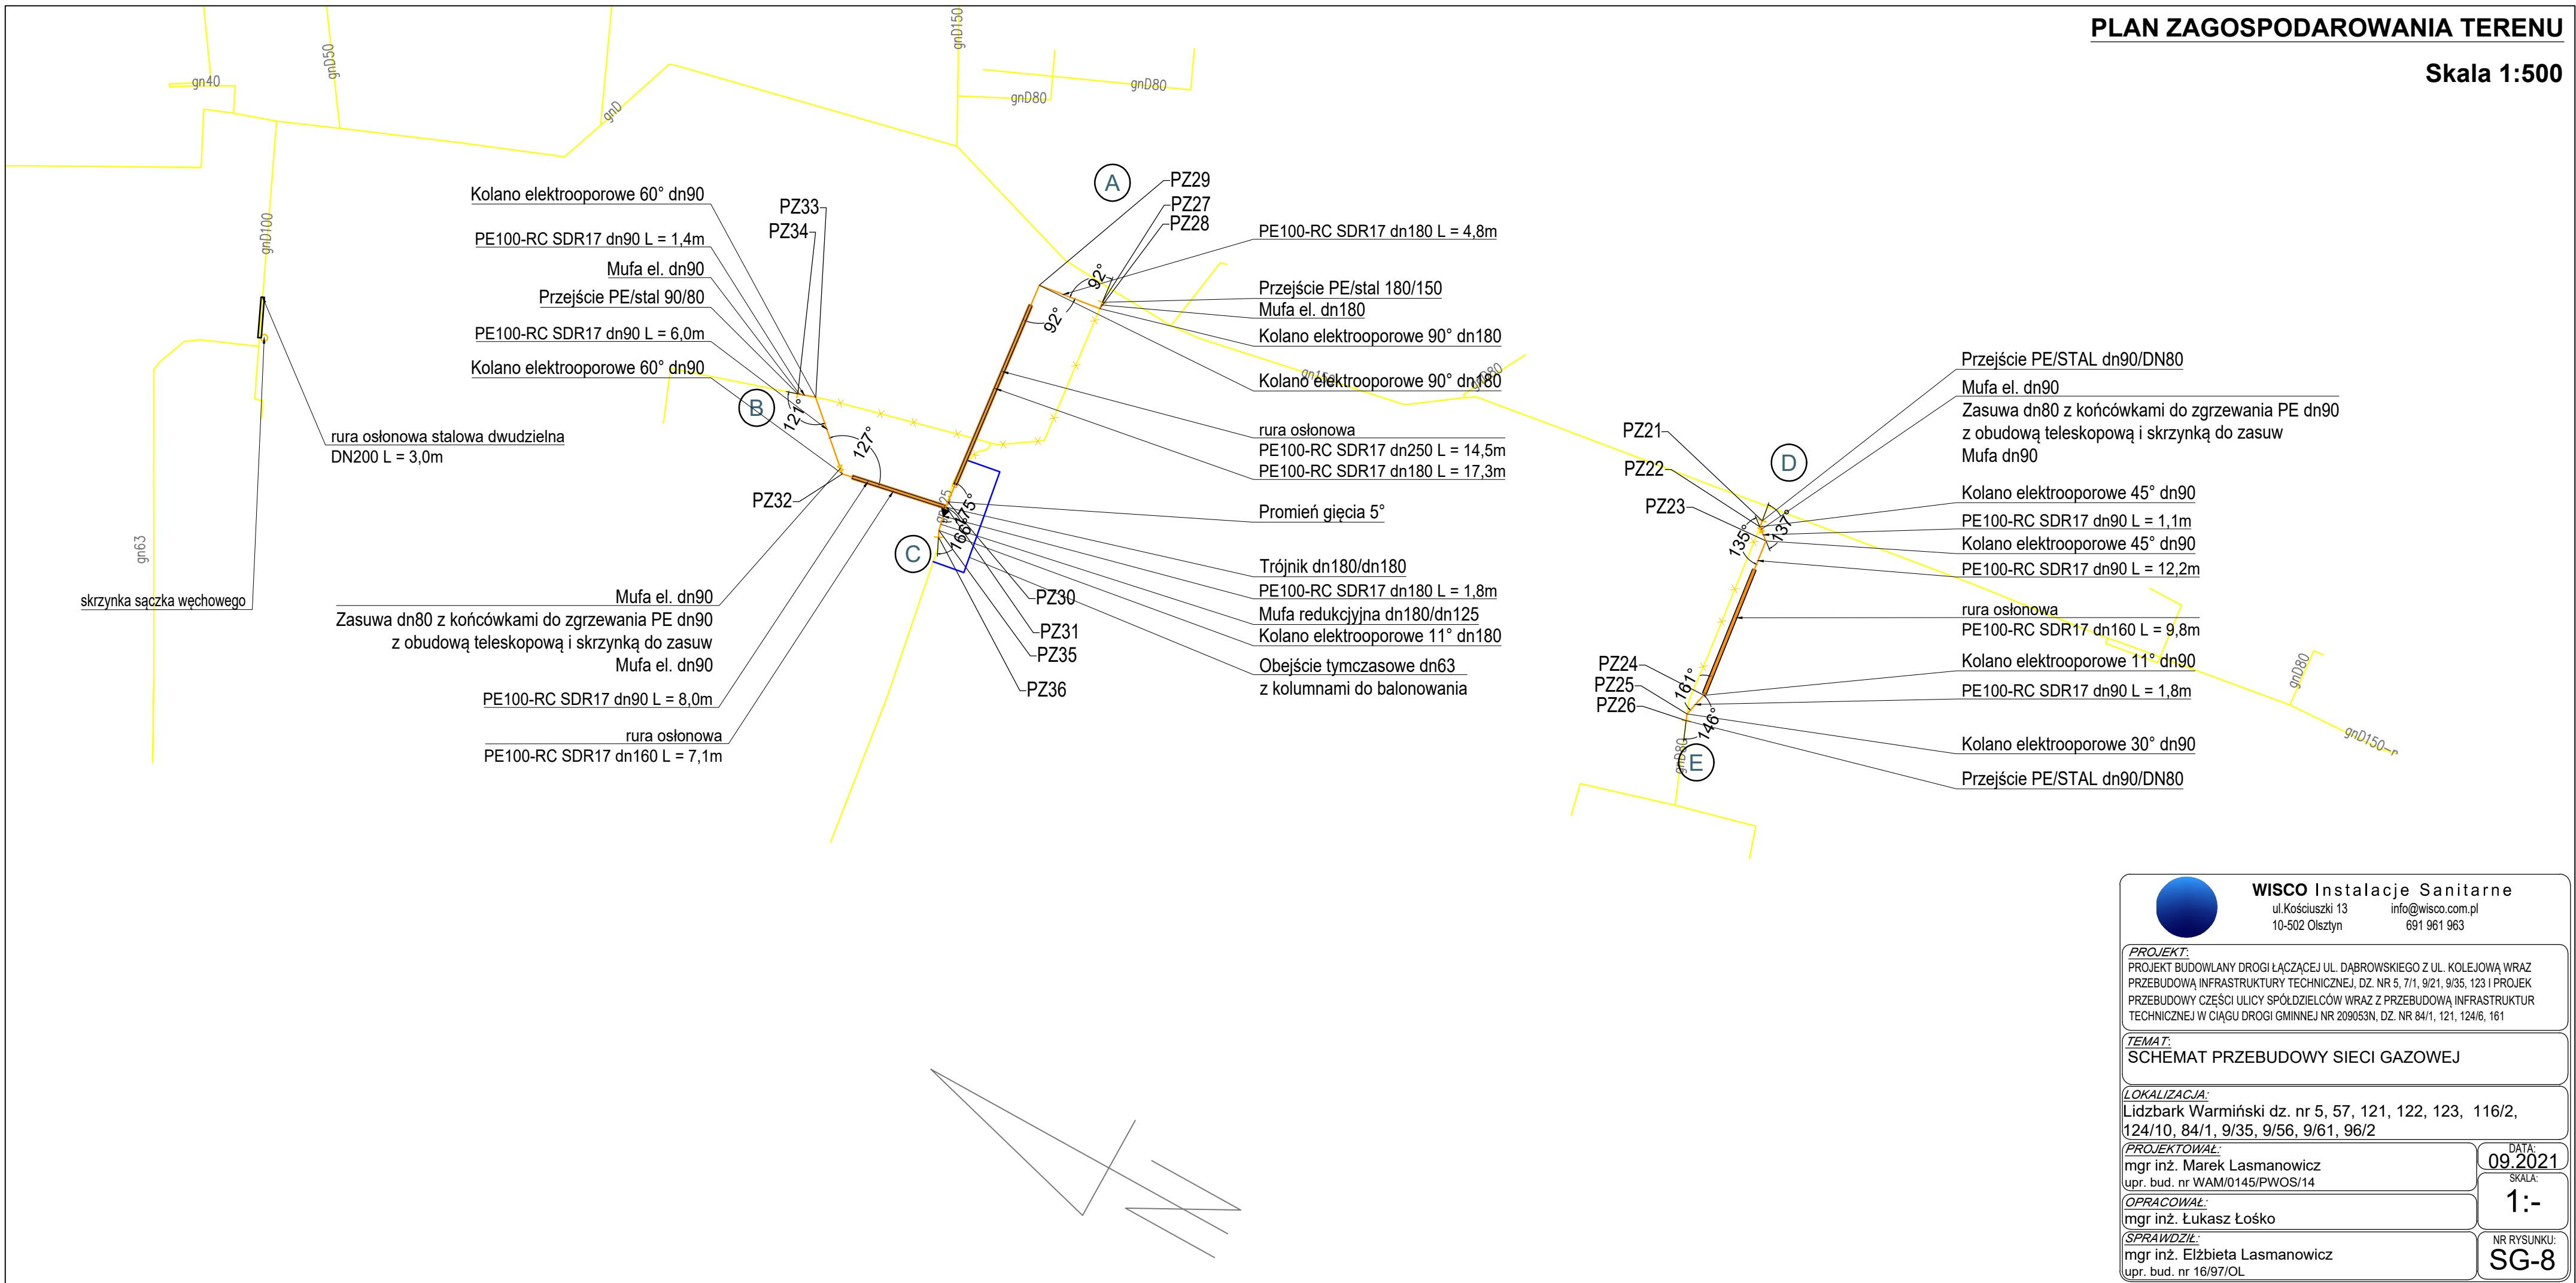 PLAN ZAGOSPODAROWANIA TERENU
Skala 1:500
gn40
gnD50
gnD
gnD150
gnD80
gnD80
gnD100
gn63
rura osłonowa stalowa dwudzielna
DN200 L = 3,0m
skrzynka sączka węchowego
Kolano elektrooporowe 60° dn90
PE100-RC SDR17 dn90 L = 1,4m
Mufa el. dn90
Przejście PE/stal 90/80
PE100-RC SDR17 dn90 L = 6,0m
Kolano elektrooporowe 60° dn90
PZ33
PZ34
B
121°
127°
PZ32
Mufa el. dn90
Zasuwa dn80 z końcówkami do zgrzewania PE dn90
z obudową teleskopową i skrzynką do zasuw
Mufa el. dn90
PE100-RC SDR17 dn90 L = 8,0m
rura osłonowa
PE100-RC SDR17 dn160 L = 7,1m
A
PZ29
PZ27
PZ28
92°
92°
PE100-RC SDR17 dn180 L = 4,8m
Przejście PE/stal 180/150
Mufa el. dn180
Kolano elektrooporowe 90° dn180
Kolano elektrooporowe 90° dn180
rura osłonowa
PE100-RC SDR17 dn250 L = 14,5m
PE100-RC SDR17 dn180 L = 17,3m
Promień gięcia 5°
Trójnik dn180/dn180
PE100-RC SDR17 dn180 L = 1,8m
Mufa redukcyjna dn180/dn125
Kolano elektrooporowe 11° dn180
Obejście tymczasowe dn63
z kolumnami do balonowania
175°
166°
C
PZ30
PZ31
PZ35
PZ36
gn150
gnD80
PZ21
PZ22
PZ23
D
135°
137°
Przejście PE/STAL dn90/DN80
Mufa el. dn90
Zasuwa dn80 z końcówkami do zgrzewania PE dn90
z obudową teleskopową i skrzynką do zasuw
Mufa dn90
Kolano elektrooporowe 45° dn90
PE100-RC SDR17 dn90 L = 1,1m
Kolano elektrooporowe 45° dn90
PE100-RC SDR17 dn90 L = 12,2m
rura osłonowa
PE100-RC SDR17 dn160 L = 9,8m
Kolano elektrooporowe 11° dn90
PE100-RC SDR17 dn90 L = 1,8m
Kolano elektrooporowe 30° dn90
Przejście PE/STAL dn90/DN80
PZ24
PZ25
PZ26
161°
146°
gnD80
E
gnD80
WISCO Instalacje Sanitarne
ul.Kościuszki 13 info@wisco.com.pl
10-502 Olsztyn 691 961 963
PROJEKT:
PROJEKT BUDOWLANY DROGI ŁĄCZĄCEJ UL. DĄBROWSKIEGO Z UL. KOLEJOWĄ WRAZ
PRZEBUDOWĄ INFRASTRUKTURY TECHNICZNEJ, DZ. NR 5, 7/1, 9/21, 9/35, 123 I PROJEK
PRZEBUDOWY CZĘŚCI ULICY SPÓŁDZIELCÓW WRAZ Z PRZEBUDOWĄ INFRASTRUKTUR
TECHNICZNEJ W CIĄGU DROGI GMINNEJ NR 209053N, DZ. NR 84/1, 121, 124/6, 161
TEMAT:
SCHEMAT PRZEBUDOWY SIECI GAZOWEJ
LOKALIZACJA:
Lidzbark Warmiński dz. nr 5, 57, 121, 122, 123, 116/2,
124/10, 84/1, 9/35, 9/56, 9/61, 96/2
PROJEKTOWAŁ:
mgr inż. Marek Lasmanowicz
upr. bud. nr WAM/0145/PWOS/14
DATA:
09.2021
SKALA:
1:-
OPRACOWAŁ:
mgr inż. Łukasz Łośko
SPRAWDZIŁ:
mgr inż. Elżbieta Lasmanowicz
upr. bud. nr 16/97/OL
NR RYSUNKU:
SG-8